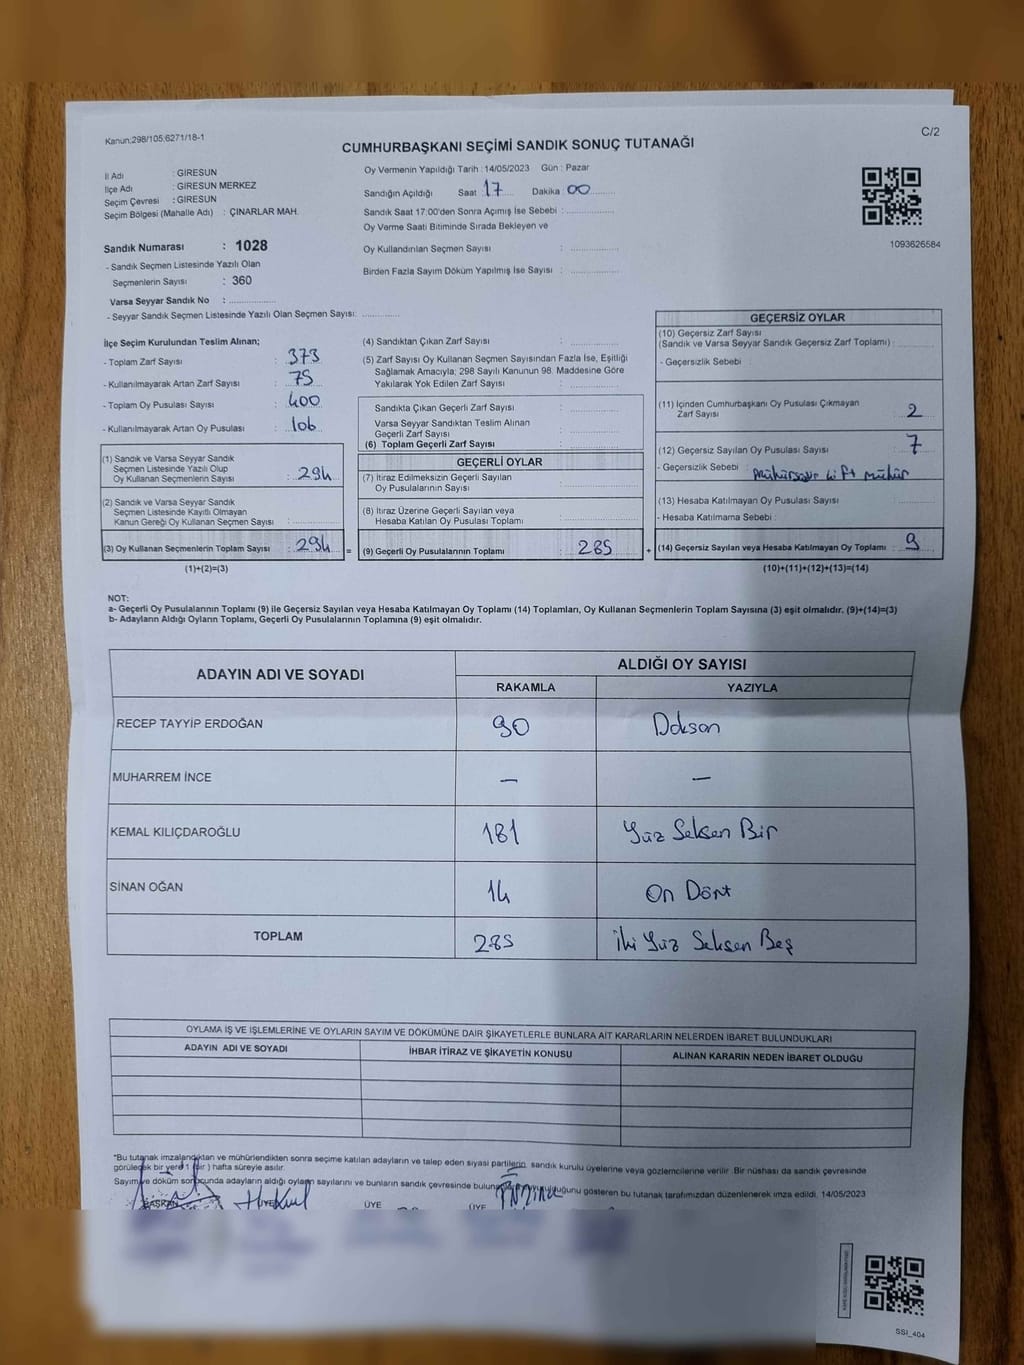 Kanun:298/105,6271/18-1
C/2
CUMHURBAŞKANI SEÇİMİ SANDIK SONUÇ TUTANAĞI
İl Adı : GİRESUN
İlçe Adı : GİRESUN MERKEZ
Seçim Çevresi : GİRESUN
Seçim Bölgesi (Mahalle Adı) : ÇINARLAR MAH.
Sandık Numarası : 1028
- Sandık Seçmen Listesinde Yazılı Olan
Seçmenlerin Sayısı : 360
Varsa Seyyar Sandık No : ..................
- Seyyar Sandık Seçmen Listesinde Yazılı Olan Seçmen Sayısı: ..............
Oy Vermenin Yapıldığı Tarih : 14/05/2023 Gün : Pazar
Sandığın Açıldığı Saat 17 Dakika 00
Sandık Saat 17:00'den Sonra Açımış İse Sebebi : ..................
Oy Verme Saati Bitiminde Sırada Bekleyen ve
Oy Kullandırılan Seçmen Sayısı : ..................
Birden Fazla Sayım Döküm Yapılmış İse Sayısı : ..................
1093626584
İlçe Seçim Kurulundan Teslim Alınan;
- Toplam Zarf Sayısı : 373
- Kullanılmayarak Artan Zarf Sayısı : 75
- Toplam Oy Pusulası Sayısı : 400
- Kullanılmayarak Artan Oy Pusulası : 106
(1) Sandık ve Varsa Seyyar Sandık
Seçmen Listesinde Yazılı Olup
Oy Kullanan Seçmenlerin Sayısı : 294
(2) Sandık ve Varsa Seyyar Sandık
Seçmen Listesinde Kayıtlı Olmayan
Kanun Gereği Oy Kullanan Seçmen Sayısı : ..................
(3) Oy Kullanan Seçmenlerin Toplam Sayısı : 294 =
(1)+(2)=(3)
(4) Sandıktan Çıkan Zarf Sayısı : ..................
(5) Zarf Sayısı Oy Kullanan Seçmen Sayısından Fazla İse, Eşitliği
Sağlamak Amacıyla; 298 Sayılı Kanunun 98. Maddesine Göre
Yakılarak Yok Edilen Zarf Sayısı : ..................
Sandıkta Çıkan Geçerli Zarf Sayısı : ..................
Varsa Seyyar Sandıktan Teslim Alınan
Geçerli Zarf Sayısı : ..................
(6) Toplam Geçerli Zarf Sayısı : ..................
GEÇERLİ OYLAR
(7) İtiraz Edilmeksizin Geçerli Sayılan
Oy Pusulalarının Sayısı : ..................
(8) İtiraz Üzerine Geçerli Sayılan veya
Hesaba Katılan Oy Pusulası Toplamı : ..................
(9) Geçerli Oy Pusulalarının Toplamı : 285 +
GEÇERSİZ OYLAR
(10) Geçersiz Zarf Sayısı
(Sandık ve Varsa Seyyar Sandık Geçersiz Zarf Toplamı) : ..............
- Geçersizlik Sebebi :
(11) İçinden Cumhurbaşkanı Oy Pusulası Çıkmayan
Zarf Sayısı 2
(12) Geçersiz Sayılan Oy Pusulası Sayısı : 7
- Geçersizlik Sebebi : mühürsüz çift mühür
(13) Hesaba Katılmayan Oy Pusulası Sayısı : ..............
- Hesaba Katılmama Sebebi :
(14) Geçersiz Sayılan veya Hesaba Katılmayan Oy Toplamı : 9
(10)+(11)+(12)+(13)=(14)
NOT:
a- Geçerli Oy Pusulalarının Toplamı (9) ile Geçersiz Sayılan veya Hesaba Katılmayan Oy Toplamı (14) Toplamları, Oy Kullanan Seçmenlerin Toplam Sayısına (3) eşit olmalıdır. (9)+(14)=(3)
b- Adayların Aldığı Oyların Toplamı, Geçerli Oy Pusulalarının Toplamına (9) eşit olmalıdır.
ADAYIN ADI VE SOYADI
ALDIĞI OY SAYISI
RAKAMLA YAZIYLA
RECEP TAYYİP ERDOĞAN 90 Doksan
MUHARREM İNCE — —
KEMAL KILIÇDAROĞLU 181 Yüz Seksen Bir
SİNAN OĞAN 14 On Dört
TOPLAM 285 İki Yüz Seksen Beş
OYLAMA İŞ VE İŞLEMLERİNE VE OYLARIN SAYIM VE DÖKÜMÜNE DAİR ŞİKAYETLERLE BUNLARA AİT KARARLARIN NELERDEN İBARET BULUNDUKLARI
ADAYIN ADI VE SOYADI İHBAR İTİRAZ VE ŞİKAYETİN KONUSU ALINAN KARARIN NEDEN İBARET OLDUĞU
"Bu tutanak imzalandıktan ve mühürlendikten sonra seçime katılan adayların ve talep eden siyasi partilerin, sandık kurulu üyelerine veya gözlemcilerine verilir .Bir nüshası da sandık çevresinde
görülecek bir yere 1 (bir ) hafta süreyle asılır.
Sayım ve döküm sonucunda adayların aldığı oyların sayılarını ve bunların sandık çevresinde bulunan olduğunu gösteren bu tutanak tarafımızdan düzenlenerek imza edildi. 14/05/2023
BAŞKAN ÜYE ÜYE ÜYE
SSI_404